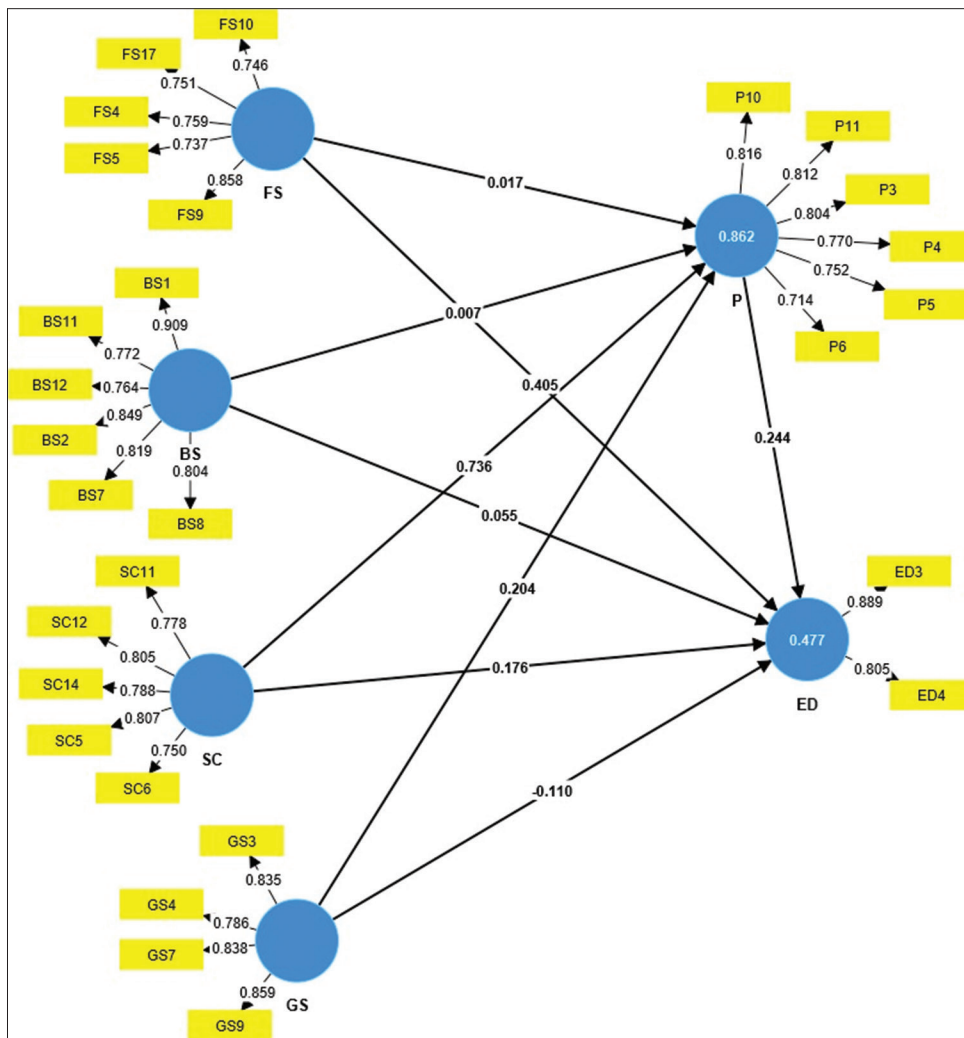 FS10
FS17
0.746
0.751
FS4
0.759
FS5
0.737
0.858
FS9
FS
P10
P11
0.816
0.812
P3
0.804
0.862
0.770
P4
0.752
P5
0.714
P
P6
0.017
BS1
0.909
BS11
0.772
BS12
0.764
BS2
0.849
0.819
BS
0.804
BS7
BS8
0.007
0.405
0.244
0.736
0.055
SC11
0.778
SC12
0.805
SC14
0.788
SC5
0.807
0.750
SC6
SC
0.204
0.176
ED3
0.889
0.477
0.805
ED
ED4
-0.110
GS3
0.835
GS4
0.786
GS7
0.838
0.859
GS9
GS